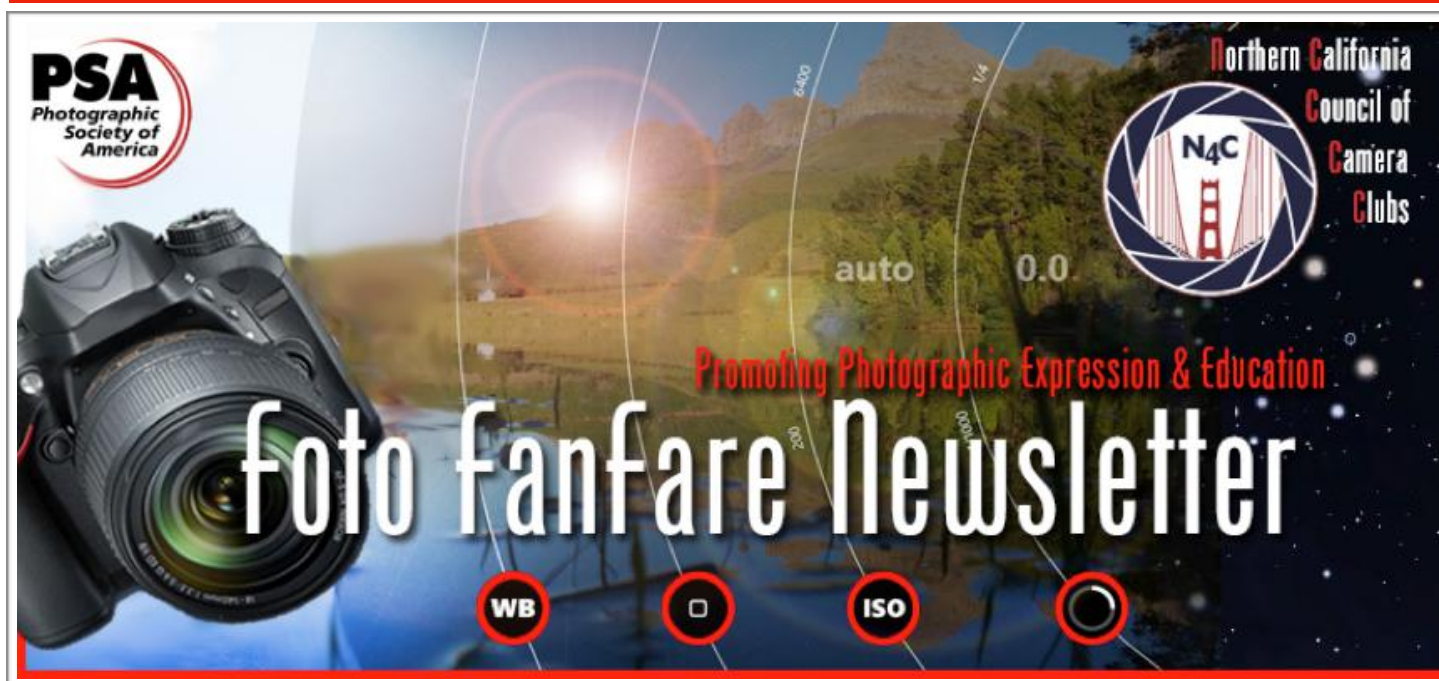 PSA
Photographic
Society of
America
Northern California
Council of
Camera
Clubs
N4C
6400
1/4
auto
0.0
Promoting Photographic Expression & Education
200
Foto Fanfare Newsletter
WB
ISO